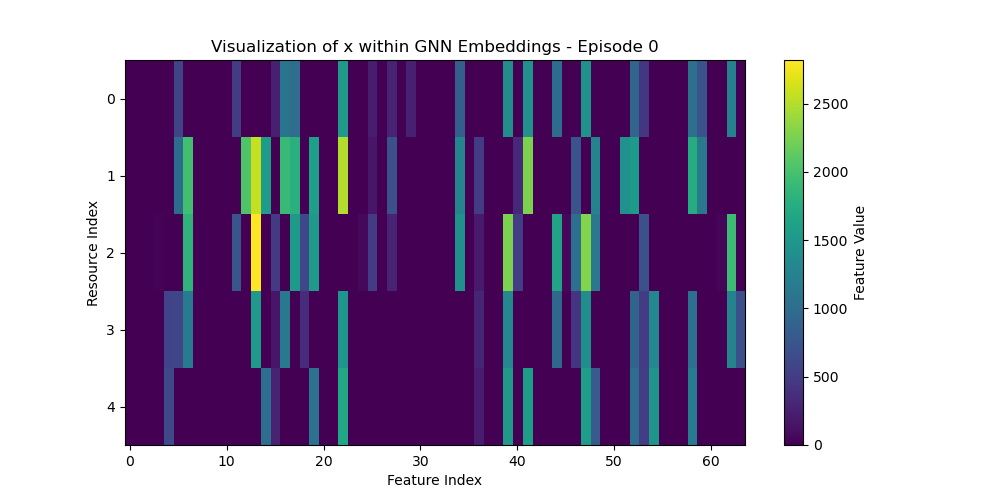 Visualization of x within GNN Embeddings - Episode 0
0
1
2
3
4
Resource Index
0 10 20 30 40 50 60
Feature Index
2500
2000
1500
1000
500
0
Feature Value